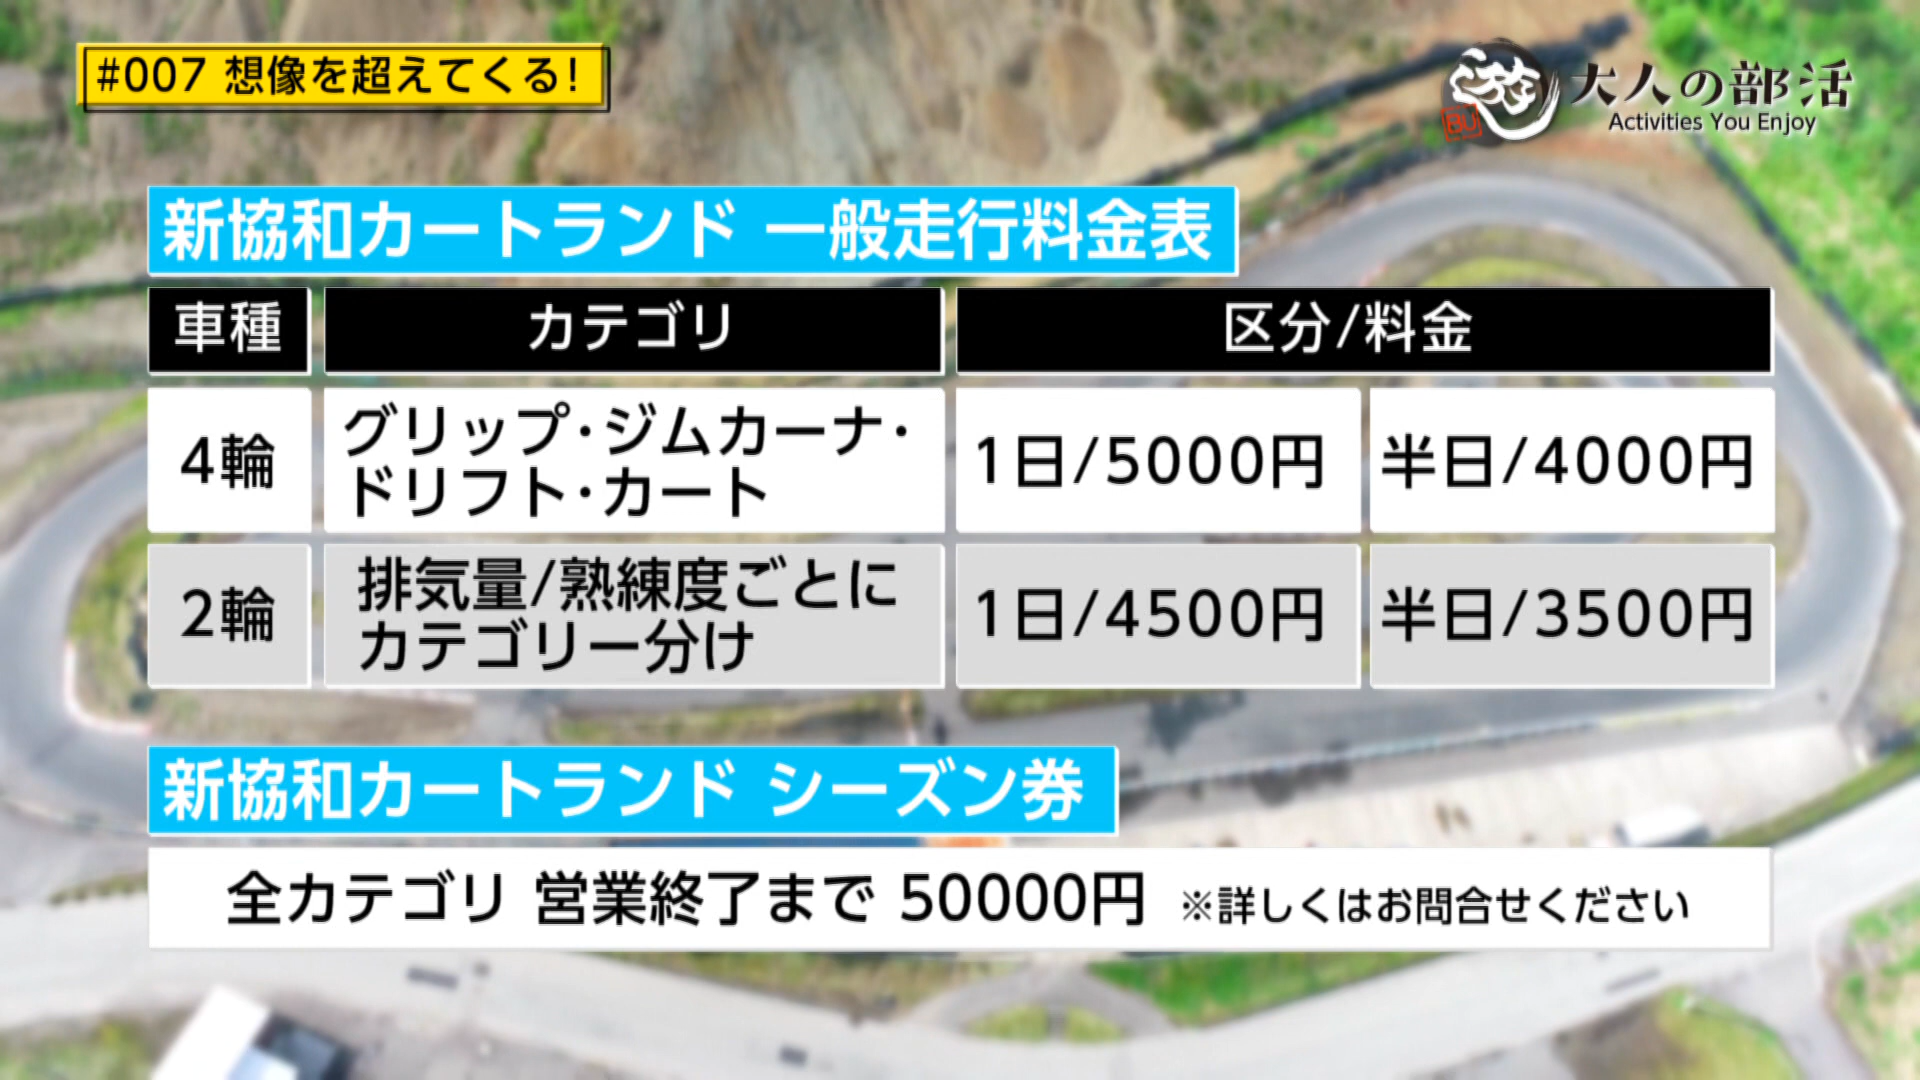 #007 想像を超えてくる!
BU
大人の部活
Activities You Enjoy
新協和カートランド 一般走行料金表
車種 カテゴリ 区分/料金
4輪 グリップ・ジムカーナ・ 1日/5000円 半日/4000円
ドリフト・カート
2輪 排気量/熟練度ごとに 1日/4500円 半日/3500円
カテゴリー分け
新協和カートランド シーズン券
全カテゴリ 営業終了まで 50000円 ※詳しくはお問合せください